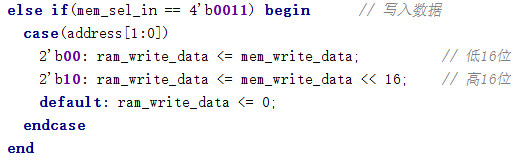 else if(mem_sel_in == 4'b0011) begin // 写入数据
case(address[1:0])
2'b00: ram_write_data <= mem_write_data; // 低16位
2'b10: ram_write_data <= mem_write_data << 16; // 高16位
default: ram_write_data <= 0;
endcase
end